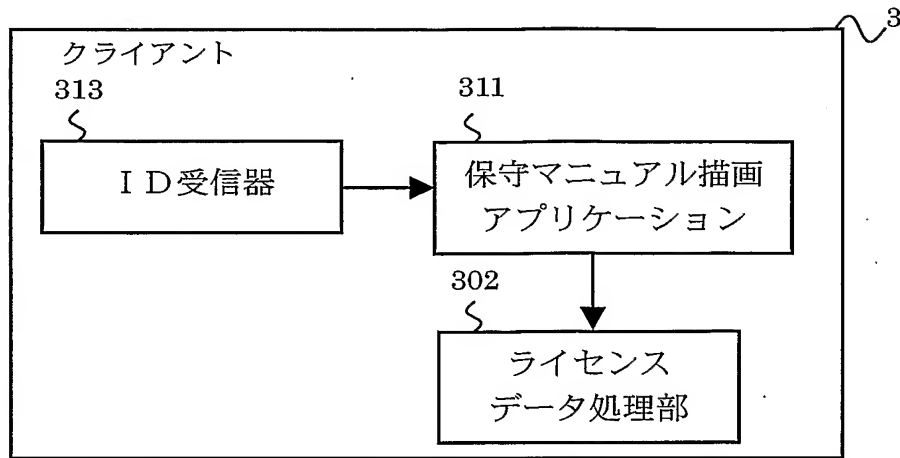 3
クライアント
313
311
ＩＤ受信器
保守マニュアル描画
アプリケーション
302
ライセンス
データ処理部